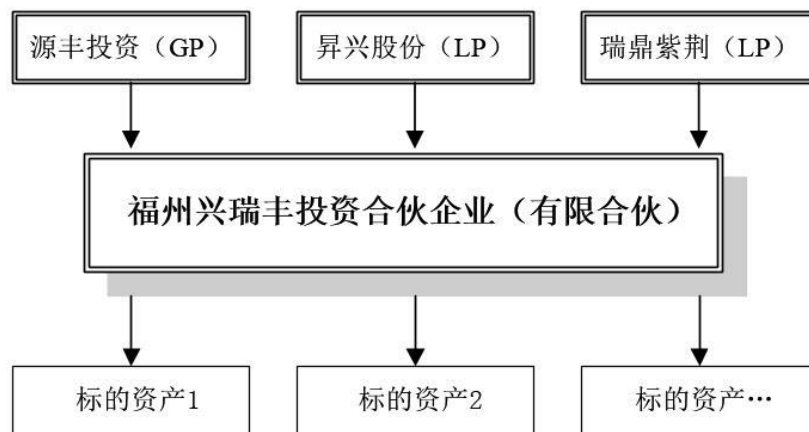 源丰投资（GP）
昇兴股份（LP）
瑞鼎紫荆（LP）
福州兴瑞丰投资合伙企业（有限合伙）
标的资产1
标的资产2
标的资产…